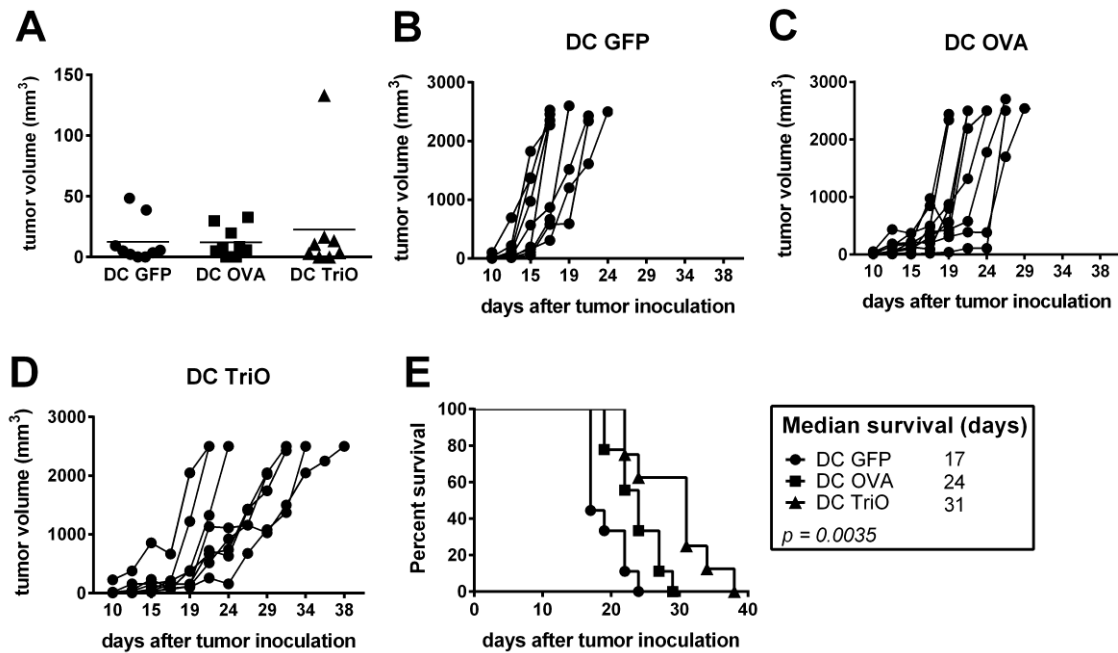 A
tumor volume (mm³)
150
100
50
0
DC GFP DC OVA DC TriO
B
DC GFP
tumor volume (mm³)
3000
2000
1000
0
10 15 19 24 29 34 38
days after tumor inoculation
C
DC OVA
tumor volume (mm³)
3000
2000
1000
0
10 15 19 24 29 34 38
days after tumor inoculation
D
DC TriO
tumor volume (mm³)
3000
2000
1000
0
10 15 19 24 29 34 38
days after tumor inoculation
E
Percent survival
100
80
60
40
20
0
0 10 20 30 40
days after tumor inoculation
Median survival (days)
DC GFP 17
DC OVA 24
DC TriO 31
p = 0.0035